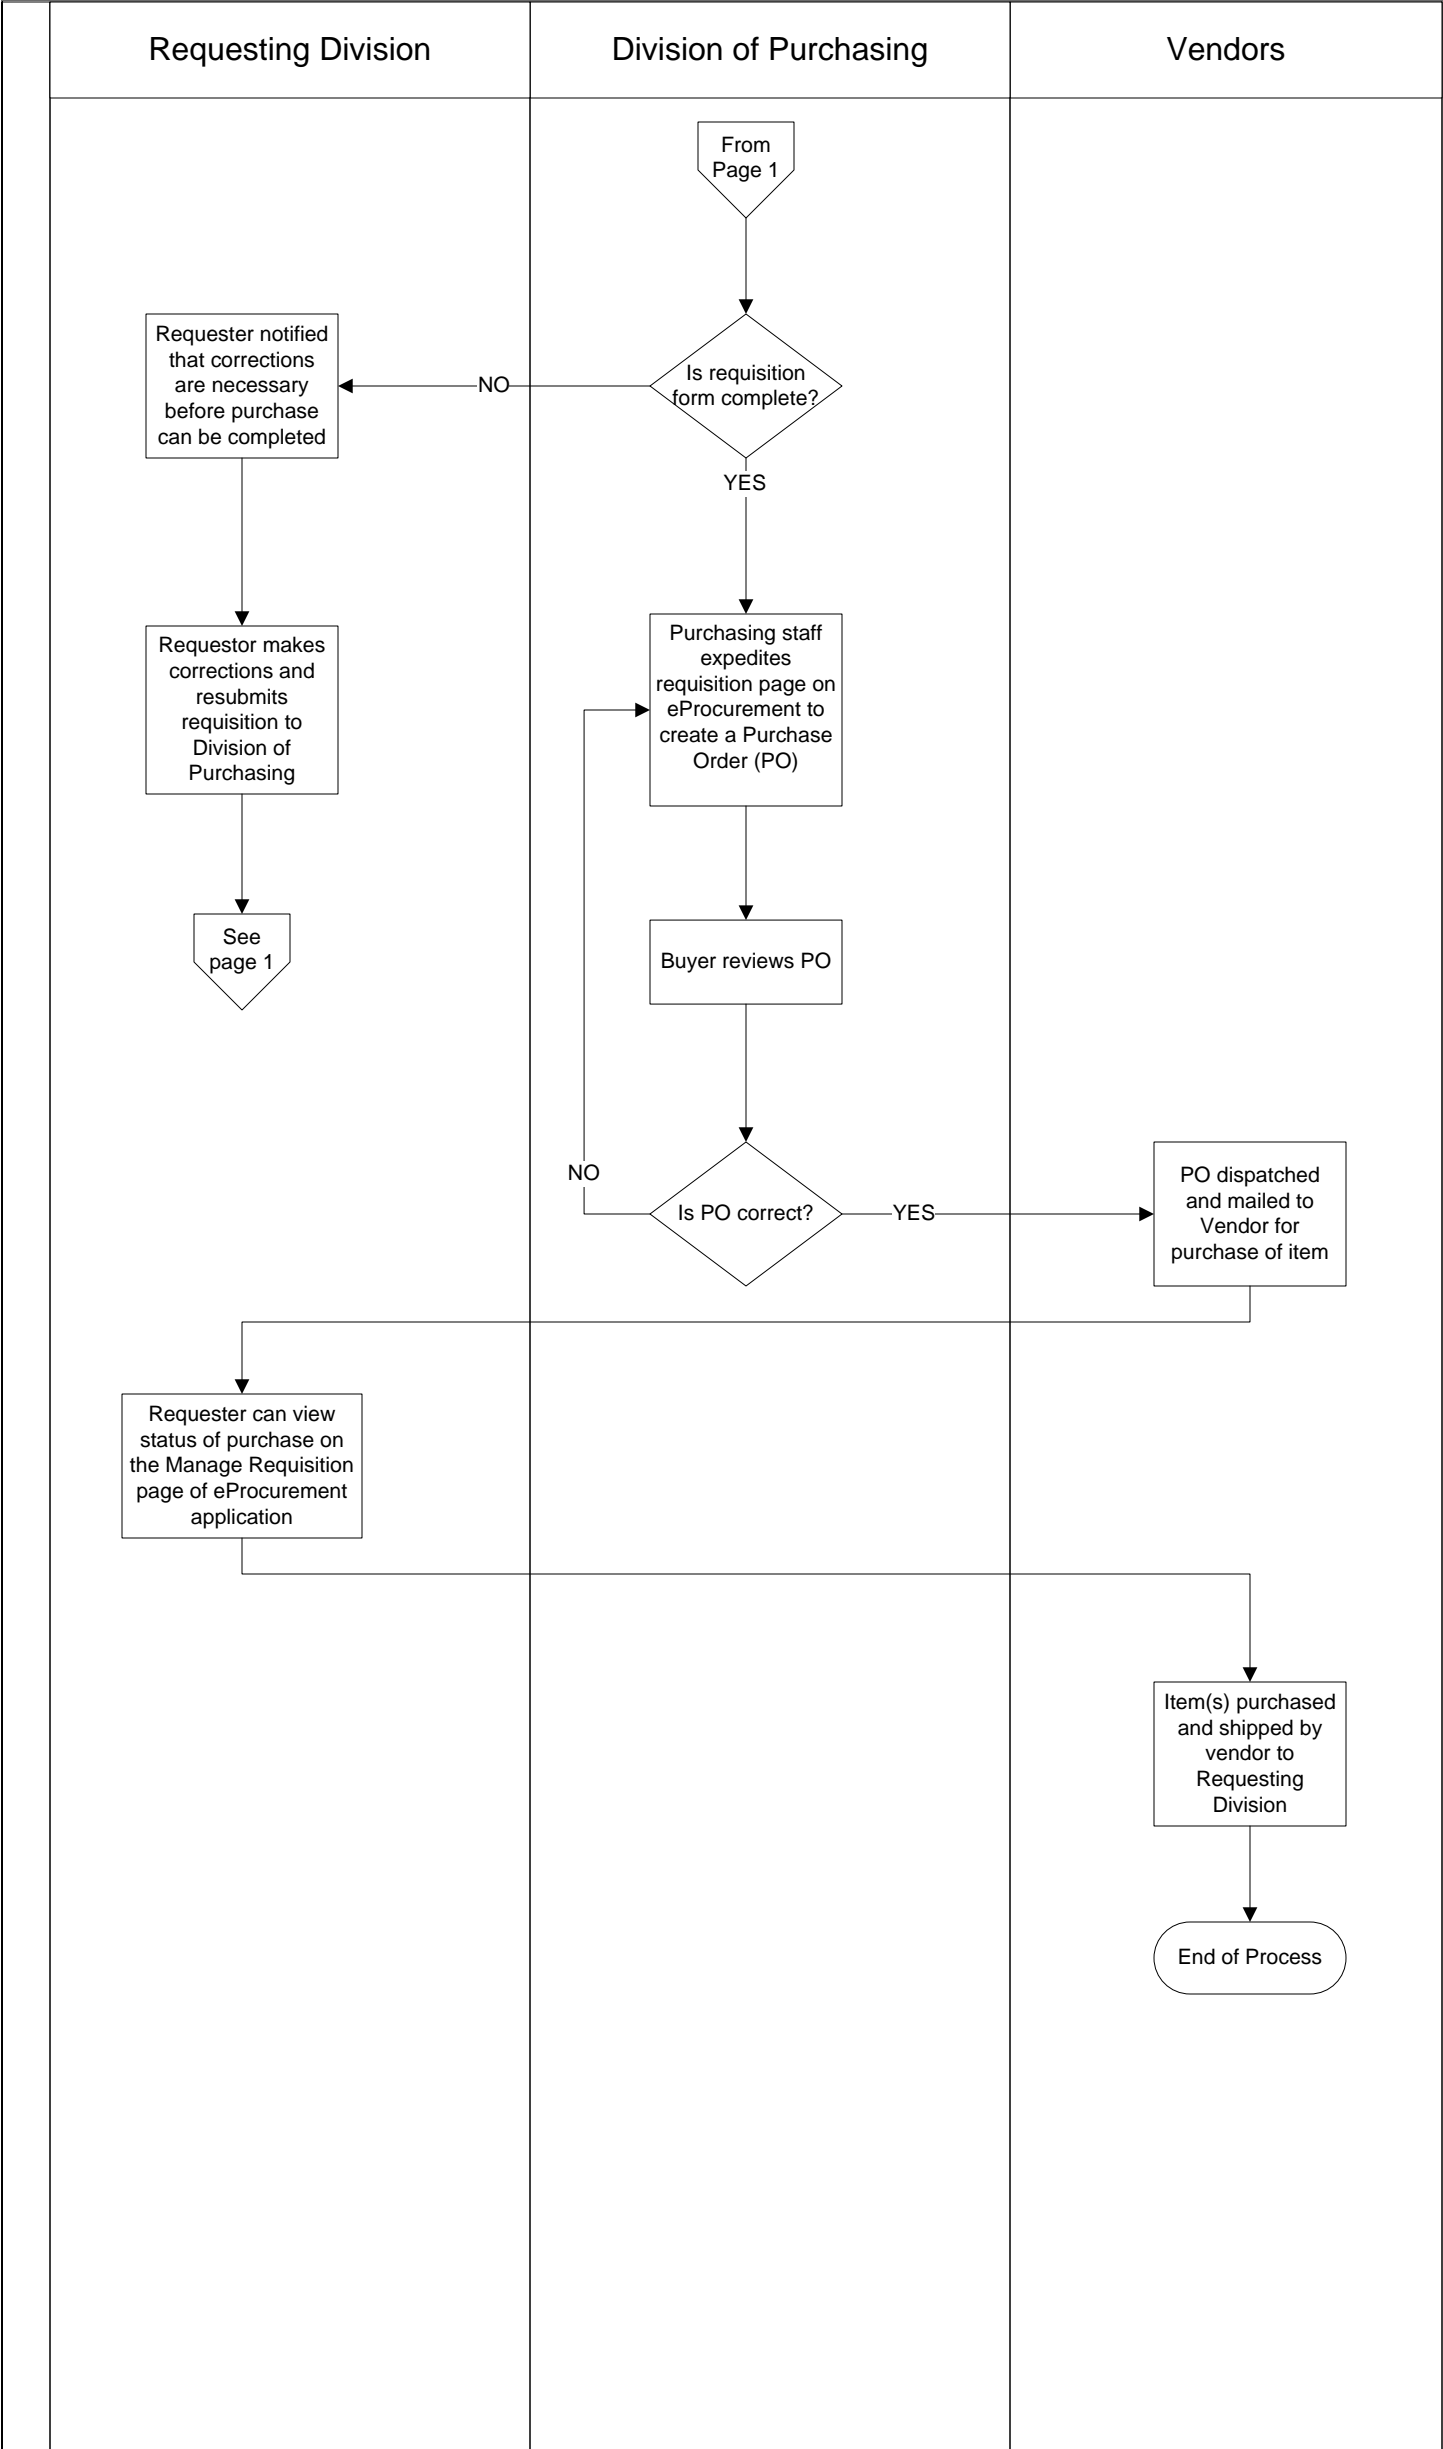 Requesting Division
Division of Purchasing
Vendors
From
Page 1
Requester notified
that corrections
are necessary
before purchase
can be completed
NO
Is requisition
form complete?
YES
Requestor makes
corrections and
resubmits
requisition to
Division of
Purchasing
Purchasing staff
expedites
requisition page on
eProcurement to
create a Purchase
Order (PO)
See
page 1
Buyer reviews PO
NO
Is PO correct?
YES
PO dispatched
and mailed to
Vendor for
purchase of item
Requester can view
status of purchase on
the Manage Requisition
page of eProcurement
application
Item(s) purchased
and shipped by
vendor to
Requesting
Division
End of Process